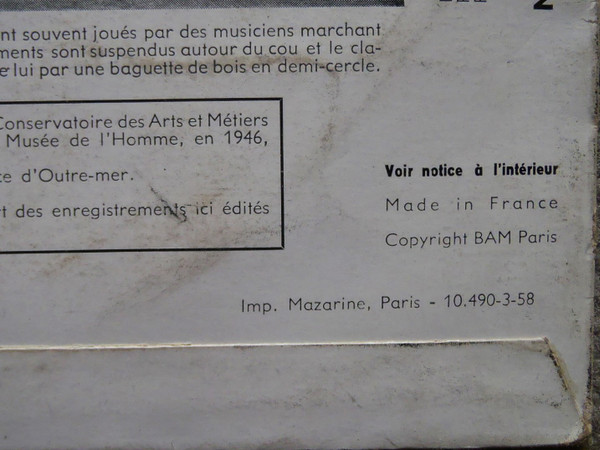 nt souvent joués par des musiciens marchant
ments sont suspendus autour du cou et le cla-
lui par une baguette de bois en demi-cercle.
Conservatoire des Arts et Métiers
Musée de l'Homme, en 1946,
e d'Outre-mer.
t des enregistrements ici édités
2
Voir notice à l'intérieur
Made in France
Copyright BAM Paris
Imp. Mazarine, Paris - 10.490-3-58